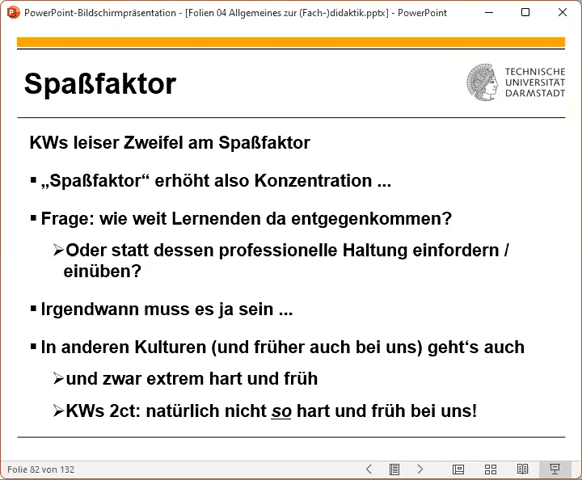 PowerPoint-Bildschirmpräsentation - [Folien 04 Allgemeines zur (Fach-)didaktik.pptx] - PowerPoint
Spaßfaktor
TECHNISCHE
UNIVERSITÄT
DARMSTADT
KWs leiser Zweifel am Spaßfaktor
▪ „Spaßfaktor“ erhöht also Konzentration ...
▪ Frage: wie weit Lernenden da entgegenkommen?
➢Oder statt dessen professionelle Haltung einfordern /
einüben?
▪ Irgendwann muss es ja sein ...
▪ In anderen Kulturen (und früher auch bei uns) geht‘s auch
➢und zwar extrem hart und früh
➢KWs 2ct: natürlich nicht so hart und früh bei uns!
Folie 82 von 132